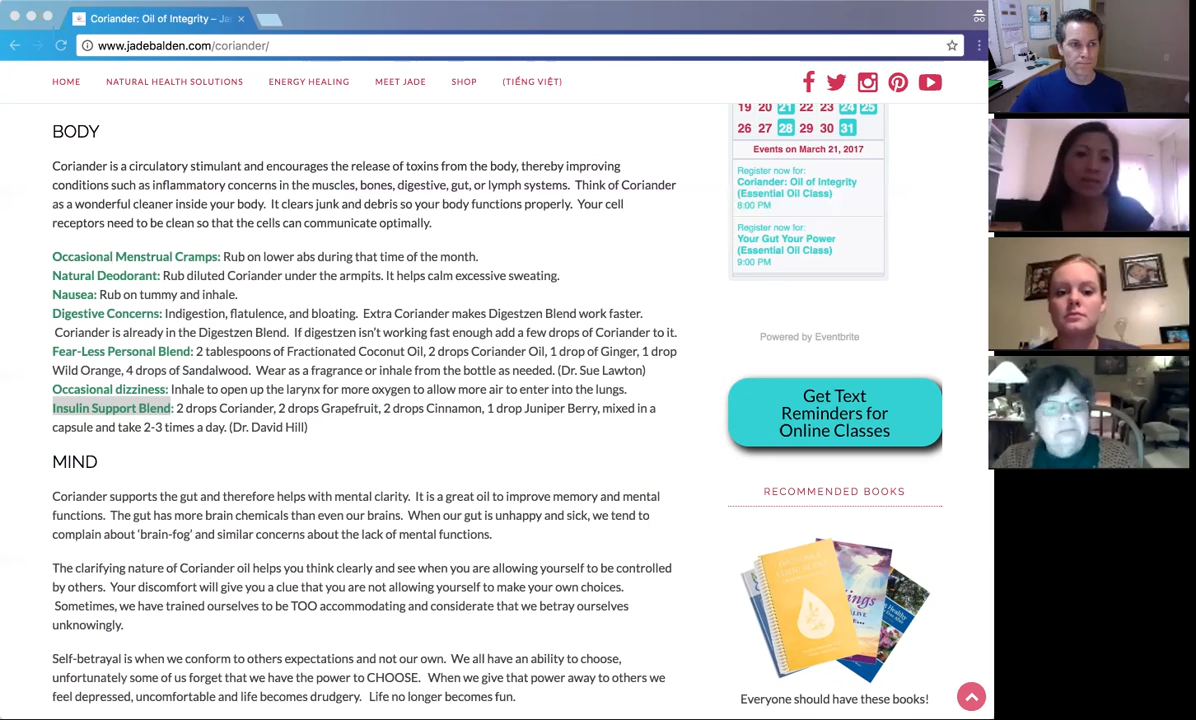 Coriander: Oil of Integrity – Ja
www.jadebalden.com/coriander/
HOME NATURAL HEALTH SOLUTIONS ENERGY HEALING MEET JADE SHOP (TIẾNG VIỆT)
BODY
Coriander is a circulatory stimulant and encourages the release of toxins from the body, thereby improving
conditions such as inflammatory concerns in the muscles, bones, digestive, gut, or lymph systems. Think of Coriander
as a wonderful cleaner inside your body. It clears junk and debris so your body functions properly. Your cell
receptors need to be clean so that the cells can communicate optimally.
Occasional Menstrual Cramps: Rub on lower abs during that time of the month.
Natural Deodorant: Rub diluted Coriander under the armpits. It helps calm excessive sweating.
Nausea: Rub on tummy and inhale.
Digestive Concerns: Indigestion, flatulence, and bloating. Extra Coriander makes Digestzen Blend work faster.
Coriander is already in the Digestzen Blend. If digestzen isn't working fast enough add a few drops of Coriander to it.
Fear-Less Personal Blend: 2 tablespoons of Fractionated Coconut Oil, 2 drops Coriander Oil, 1 drop of Ginger, 1 drop
Wild Orange, 4 drops of Sandalwood. Wear as a fragrance or inhale from the bottle as needed. (Dr. Sue Lawton)
Occasional dizziness: Inhale to open up the larynx for more oxygen to allow more air to enter into the lungs.
Insulin Support Blend: 2 drops Coriander, 2 drops Grapefruit, 2 drops Cinnamon, 1 drop Juniper Berry, mixed in a
capsule and take 2-3 times a day. (Dr. David Hill)
MIND
Coriander supports the gut and therefore helps with mental clarity. It is a great oil to improve memory and mental
functions. The gut has more brain chemicals than even our brains. When our gut is unhappy and sick, we tend to
complain about 'brain-fog' and similar concerns about the lack of mental functions.
The clarifying nature of Coriander oil helps you think clearly and see when you are allowing yourself to be controlled
by others. Your discomfort will give you a clue that you are not allowing yourself to make your own choices.
Sometimes, we have trained ourselves to be TOO accommodating and considerate that we betray ourselves
unknowingly.
Self-betrayal is when we conform to others expectations and not our own. We all have an ability to choose,
unfortunately some of us forget that we have the power to CHOOSE. When we give that power away to others we
feel depressed, uncomfortable and life becomes drudgery. Life no longer becomes fun.
19 20 21 22 23 24 25
26 27 28 29 30 31
Events on March 21, 2017
Register now for:
Coriander: Oil of Integrity
(Essential Oil Class)
8:00 PM
Register now for:
Your Gut Your Power
(Essential Oil Class)
9:00 PM
Powered by Eventbrite
Get Text
Reminders for
Online Classes
RECOMMENDED BOOKS
Everyone should have these books!